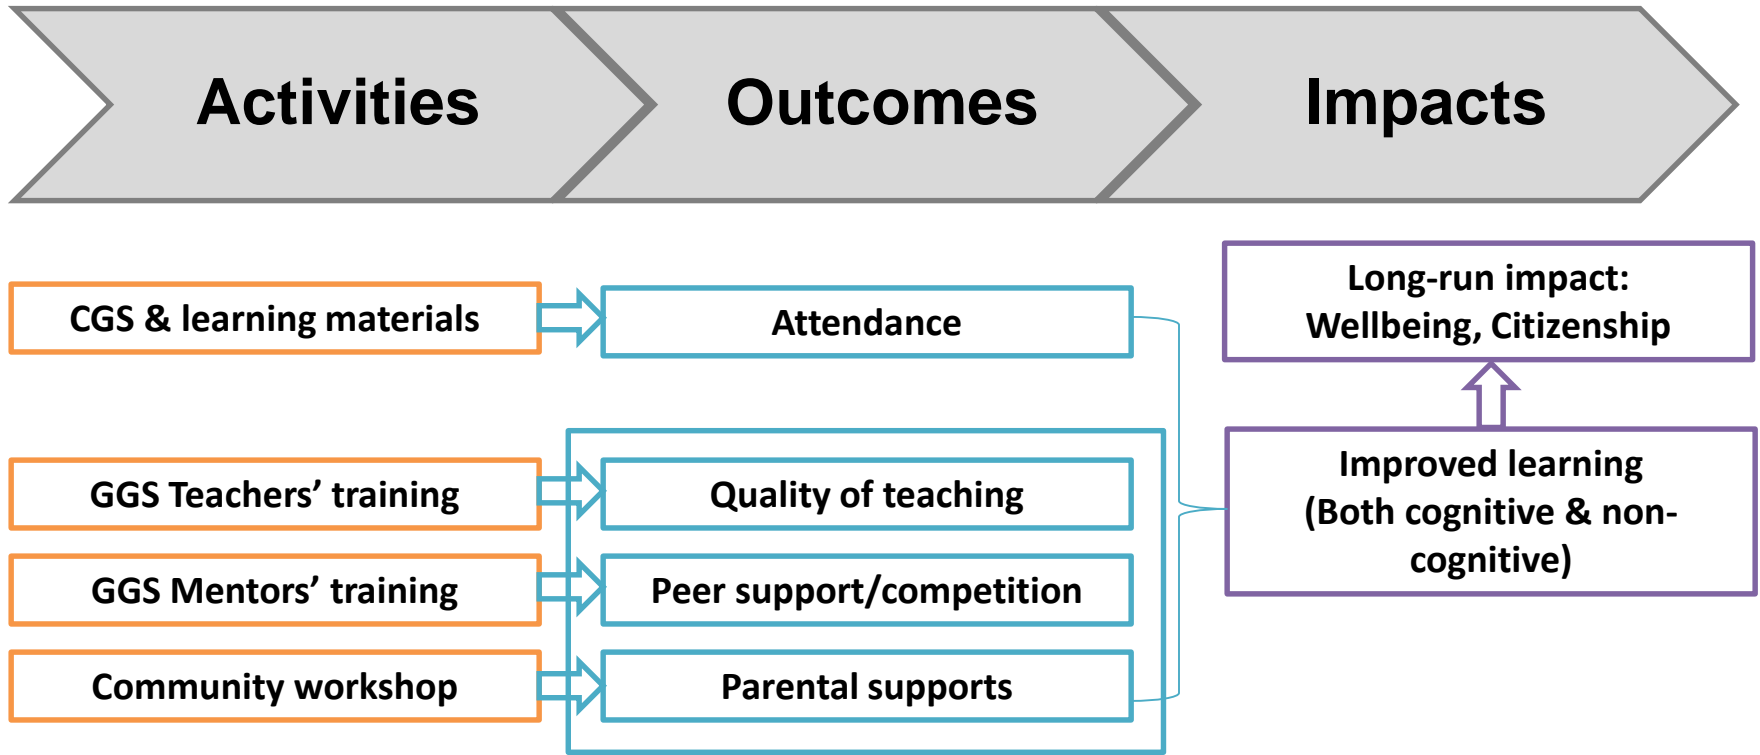 Activities
Outcomes
Impacts
CGS & learning materials
Attendance
Long-run impact:
Wellbeing, Citizenship
GGS Teachers’ training
Quality of teaching
Improved learning
(Both cognitive & non-
cognitive)
GGS Mentors’ training
Peer support/competition
Community workshop
Parental supports